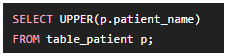 SELECT UPPER(p.patient_name)
FROM table_patient p;